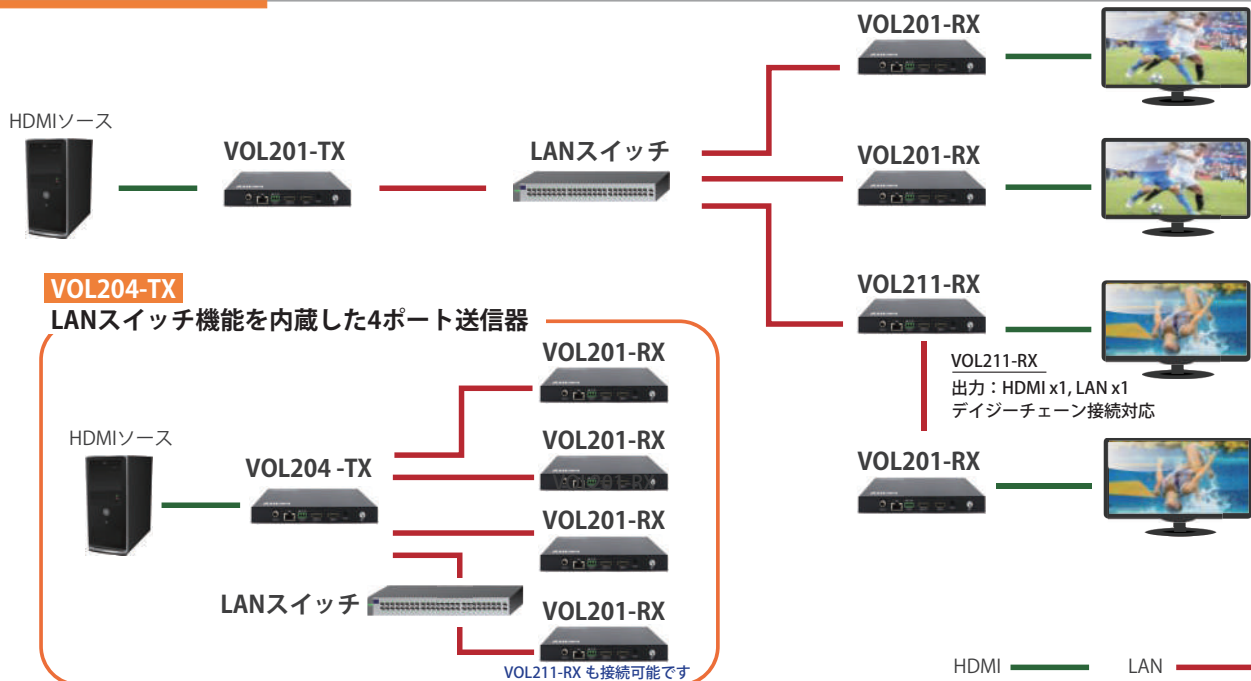 VOL201-RX
HDMIソース
VOL201-TX
LANスイッチ
VOL201-RX
VOL211-RX
VOL211-RX
出力：HDMI x1, LAN x1
デイジーチェーン接続対応
VOL201-RX
VOL204-TX
LANスイッチ機能を内蔵した4ポート送信器
VOL201-RX
HDMIソース
VOL204 -TX
VOL201-RX
VOL201-RX
VOL201-RX
LANスイッチ
VOL201-RX
VOL211-RX も接続可能です
HDMI
LAN